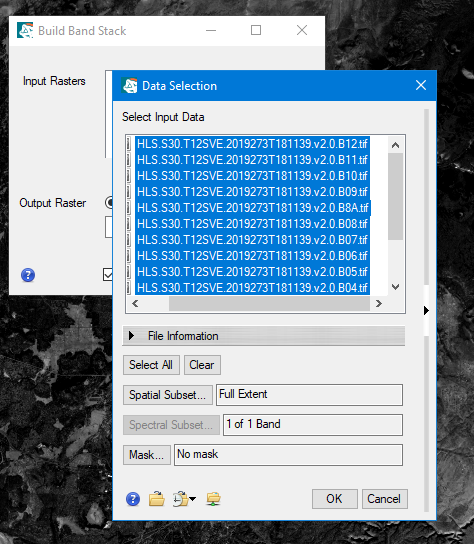 Build Band Stack
Input Rasters
Output Raster
Data Selection
Select Input Data
HLS.S30.T12SVE.2019273T181139.v2.0.B12.tif
HLS.S30.T12SVE.2019273T181139.v2.0.B11.tif
HLS.S30.T12SVE.2019273T181139.v2.0.B10.tif
HLS.S30.T12SVE.2019273T181139.v2.0.B09.tif
HLS.S30.T12SVE.2019273T181139.v2.0.B8A.tif
HLS.S30.T12SVE.2019273T181139.v2.0.B08.tif
HLS.S30.T12SVE.2019273T181139.v2.0.B07.tif
HLS.S30.T12SVE.2019273T181139.v2.0.B06.tif
HLS.S30.T12SVE.2019273T181139.v2.0.B05.tif
HLS.S30.T12SVE.2019273T181139.v2.0.B04.tif
File Information
Select All Clear
Spatial Subset... Full Extent
Spectral Subset... 1 of 1 Band
Mask... No mask
OK Cancel